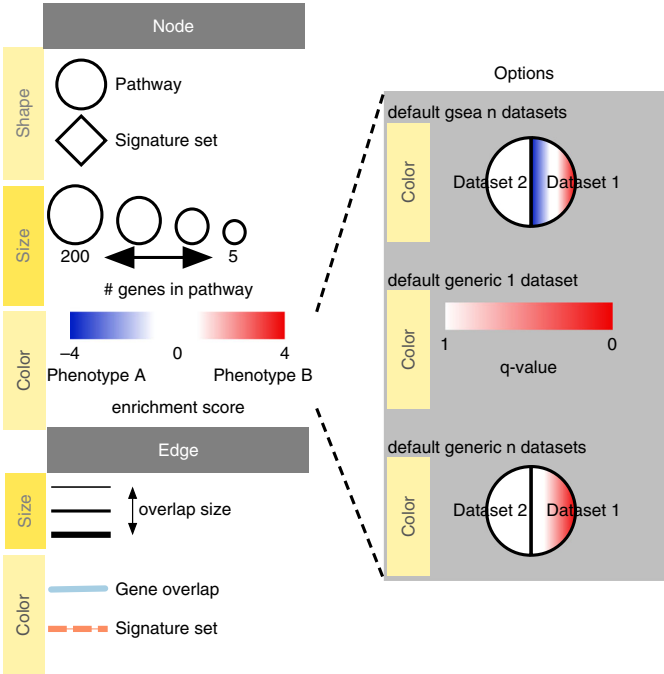 Node
Shape
Pathway
Signature set
Size
200
5
# genes in pathway
Color
–4
0
4
Phenotype A
Phenotype B
enrichment score
Edge
Size
overlap size
Color
Gene overlap
Signature set
Options
default gsea n datasets
Color
Dataset 2
Dataset 1
default generic 1 dataset
Color
1
0
q-value
default generic n datasets
Color
Dataset 2
Dataset 1